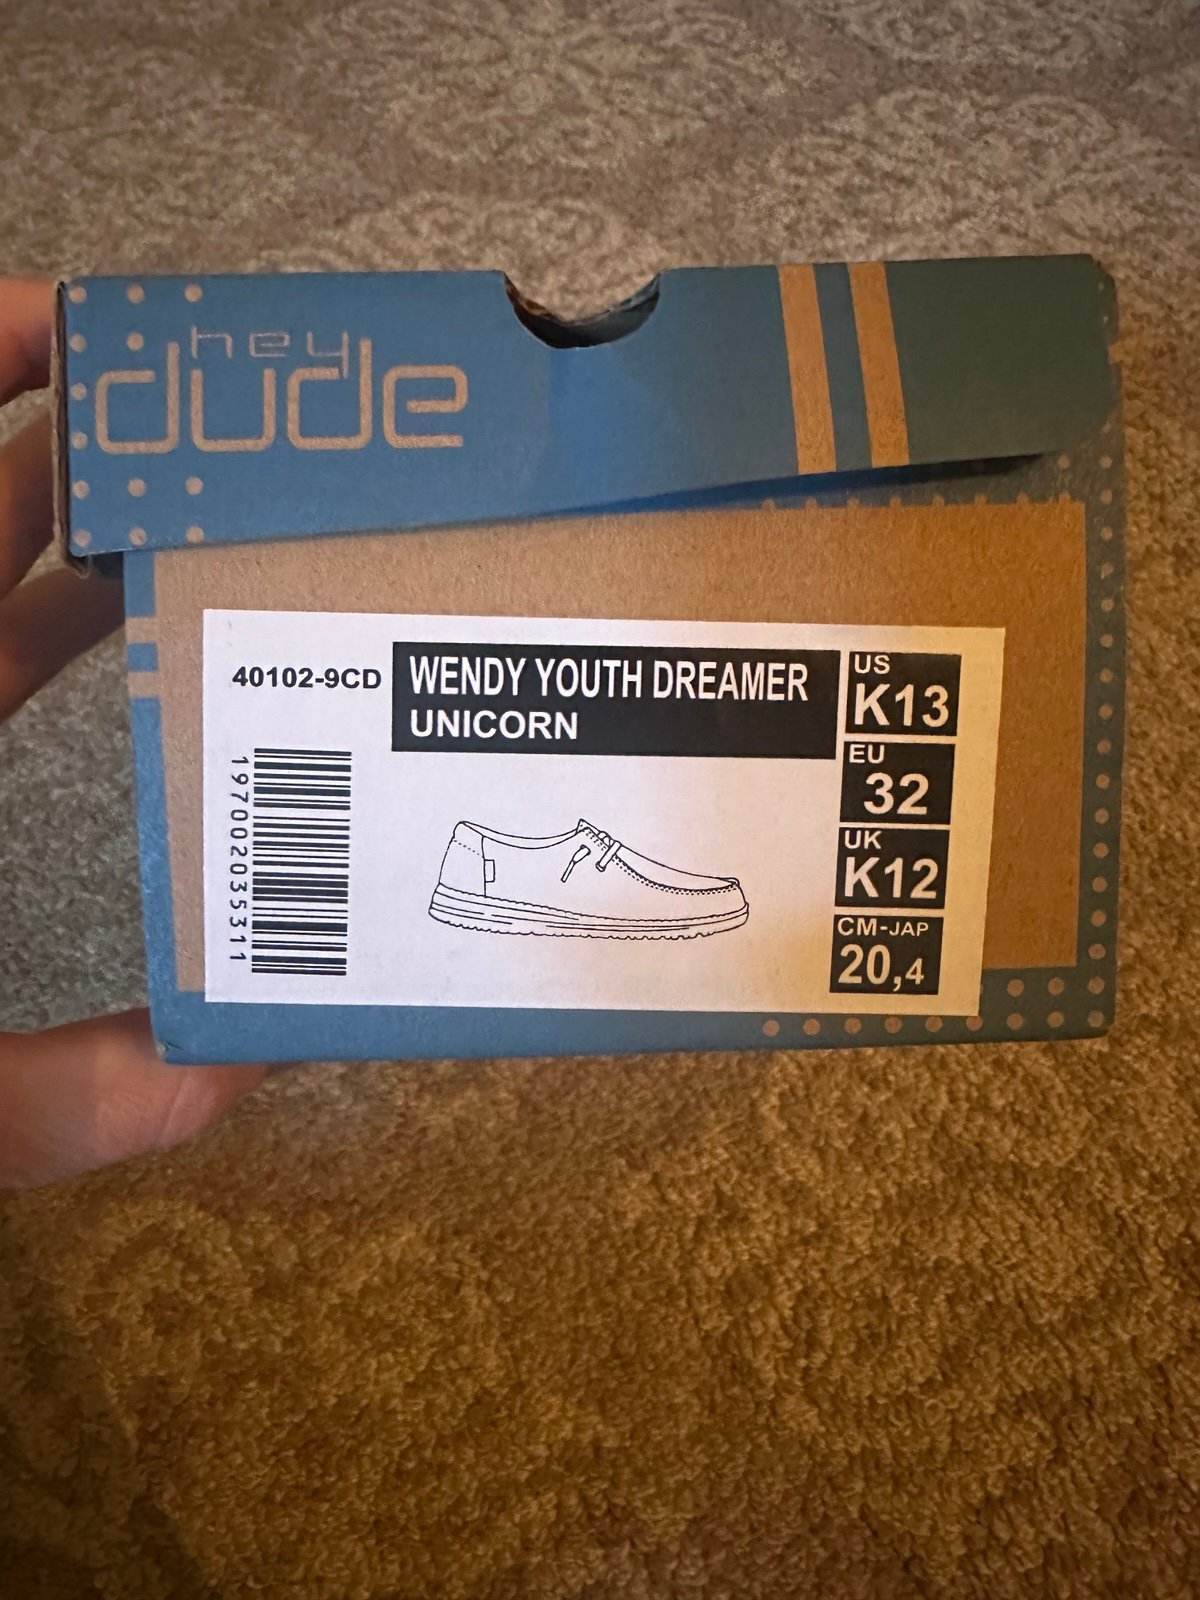 hey
dude
40102-9CD
WENDY YOUTH DREAMER
UNICORN
197002035311
US
K13
EU
32
UK
K12
CM-JAP
20,4